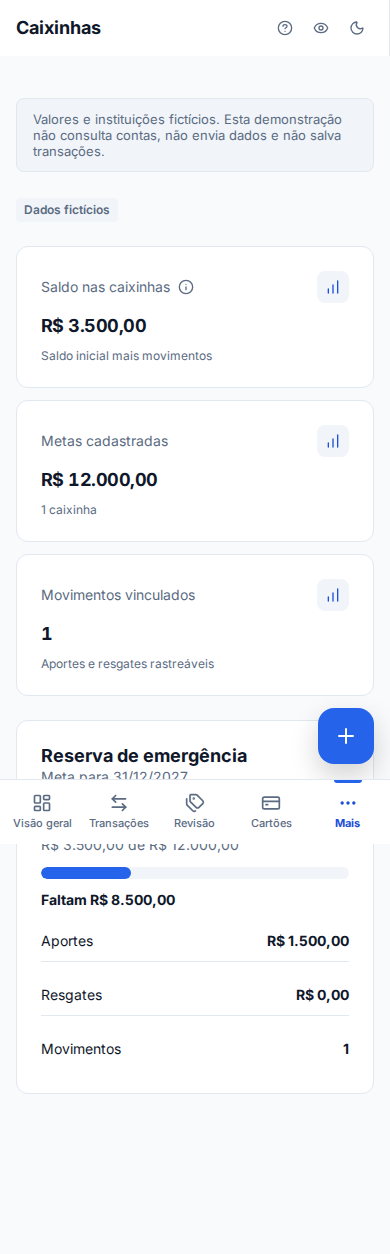 Caixinhas
Valores e instituições fictícios. Esta demonstração
não consulta contas, não envia dados e não salva
transações.
Dados fictícios
Saldo nas caixinhas
R$ 3.500,00
Saldo inicial mais movimentos
Metas cadastradas
R$ 12.000,00
1 caixinha
Movimentos vinculados
1
Aportes e resgates rastreáveis
Reserva de emergência
Meta para 31/12/2027
Visão geral
Transações
Revisão
Cartões
Mais
R$ 3.500,00 de R$ 12.000,00
Faltam R$ 8.500,00
Aportes R$ 1.500,00
Resgates R$ 0,00
Movimentos 1